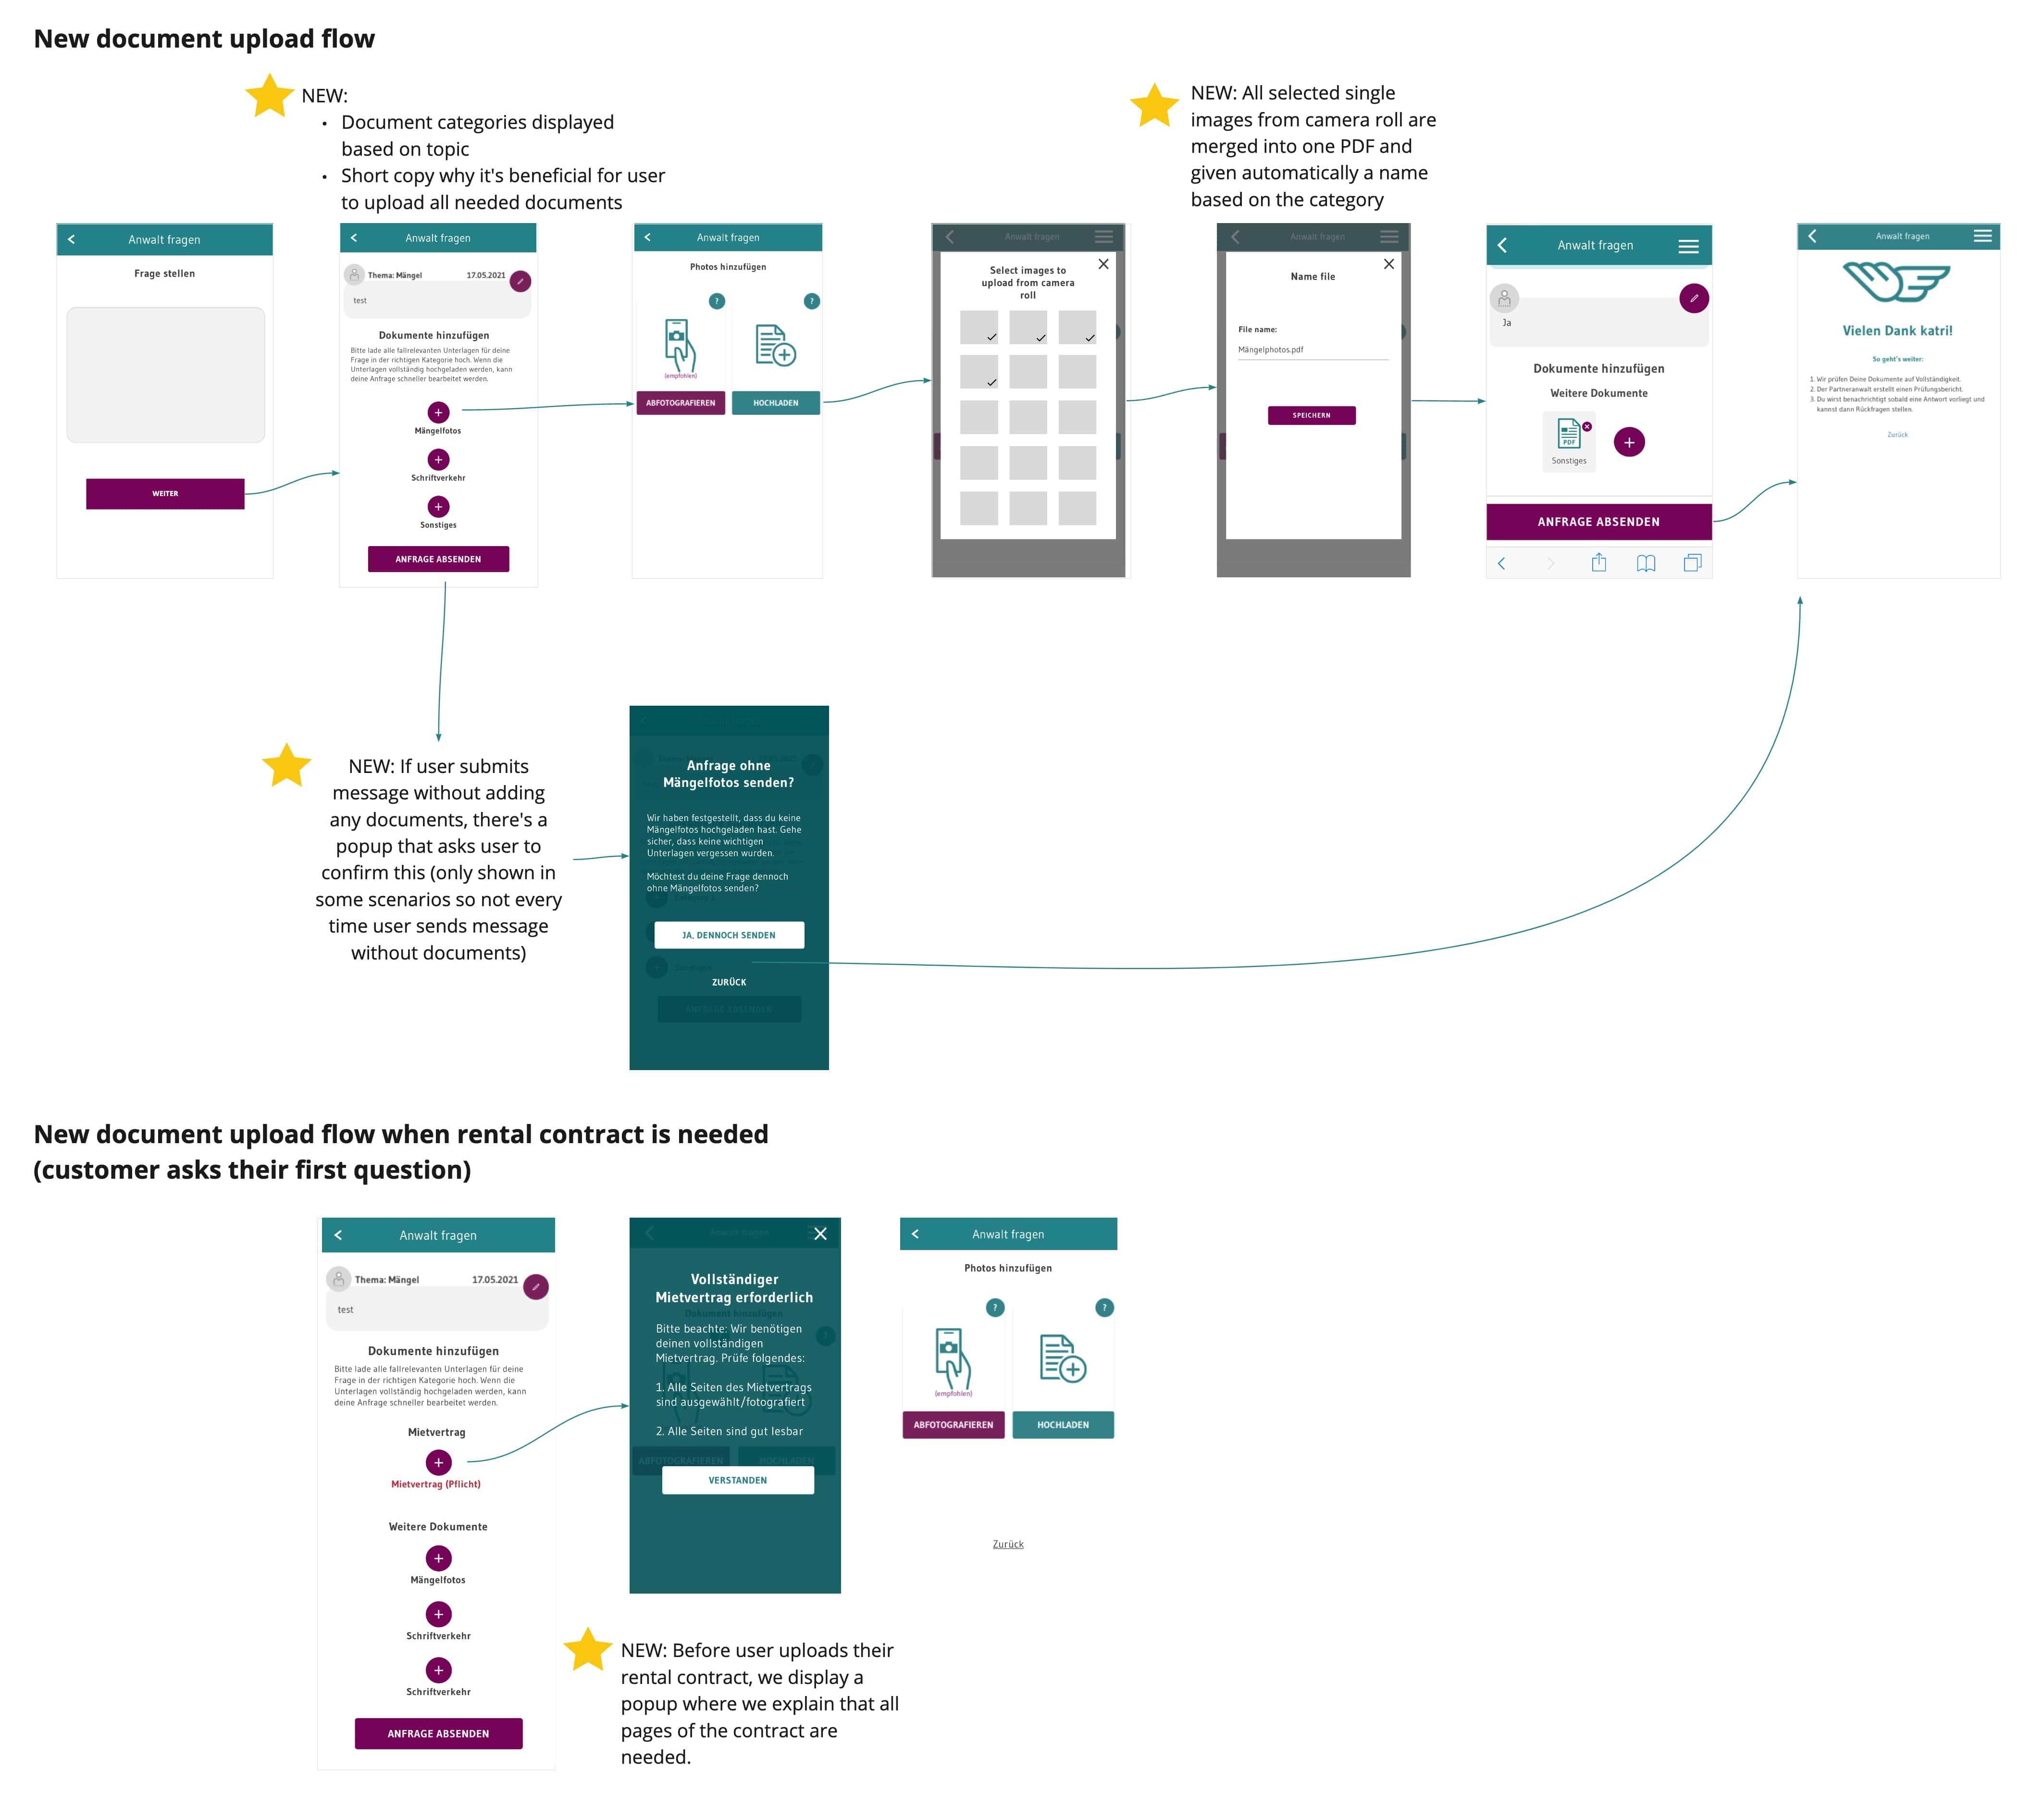 New document upload flow
NEW:
• Document categories displayed
based on topic
• Short copy why it's beneficial for user
to upload all needed documents
NEW: All selected single
images from camera roll are
merged into one PDF and
given automatically a name
based on the category
Anwalt fragen
Frage stellen
WEITER
Anwalt fragen
Thema: Mängel 17.05.2021
test
Dokumente hinzufügen
Bitte lade alle fallrelevanten Unterlagen für deine
Frage in der richtigen Kategorie hoch. Wenn die
Unterlagen vollständig hochgeladen werden, kann
deine Anfrage schneller bearbeitet werden.
Mängelfotos
Schriftverkehr
Sonstiges
ANFRAGE ABSENDEN
Anwalt fragen
Photos hinzufügen
? ?
(empfohlen)
ABFOTOGRAFIEREN HOCHLADEN
Anwalt fragen
Select images to
upload from camera
roll
Anwalt fragen
Name file
File name:
Mängelphotos.pdf
SPEICHERN
Anwalt fragen
Ja
Dokumente hinzufügen
Weitere Dokumente
PDF
Sonstiges
ANFRAGE ABSENDEN
Anwalt fragen
Vielen Dank katri!
So geht's weiter:
1. Wir prüfen Deine Dokumente auf Vollständigkeit.
2. Der Partneranwalt erstellt einen Prüfungsbericht.
3. Du wirst benachrichtigt sobald eine Antwort vorliegt und
kannst dann Rückfragen stellen.
Zurück
NEW: If user submits
message without adding
any documents, there's a
popup that asks user to
confirm this (only shown in
some scenarios so not every
time user sends message
without documents)
Anfrage ohne
Mängelfotos senden?
Wir haben festgestellt, dass du keine
Mängelfotos hochgeladen hast. Gehe
sicher, dass keine wichtigen
Unterlagen vergessen wurden.
Möchtest du deine Frage dennoch
ohne Mängelfotos senden?
JA, DENNOCH SENDEN
ZURÜCK
ANFRAGE ABSENDEN
New document upload flow when rental contract is needed
(customer asks their first question)
Anwalt fragen
Thema: Mängel 17.05.2021
test
Dokumente hinzufügen
Bitte lade alle fallrelevanten Unterlagen für deine
Frage in der richtigen Kategorie hoch. Wenn die
Unterlagen vollständig hochgeladen werden, kann
deine Anfrage schneller bearbeitet werden.
Mietvertrag
Mietvertrag (Pflicht)
Weitere Dokumente
Mängelfotos
Schriftverkehr
Schriftverkehr
ANFRAGE ABSENDEN
Anwalt fragen
Vollständiger
Mietvertrag erforderlich
Dokument hinzufügen
Bitte beachte: Wir benötigen
deinen vollständigen
Mietvertrag. Prüfe folgendes:
1. Alle Seiten des Mietvertrags
sind ausgewählt/fotografiert
2. Alle Seiten sind gut lesbar
ABFOTOGRAFIEREN HOCHLADEN
VERSTANDEN
Anwalt fragen
Photos hinzufügen
? ?
(empfohlen)
ABFOTOGRAFIEREN HOCHLADEN
Zurück
NEW: Before user uploads their
rental contract, we display a
popup where we explain that all
pages of the contract are
needed.